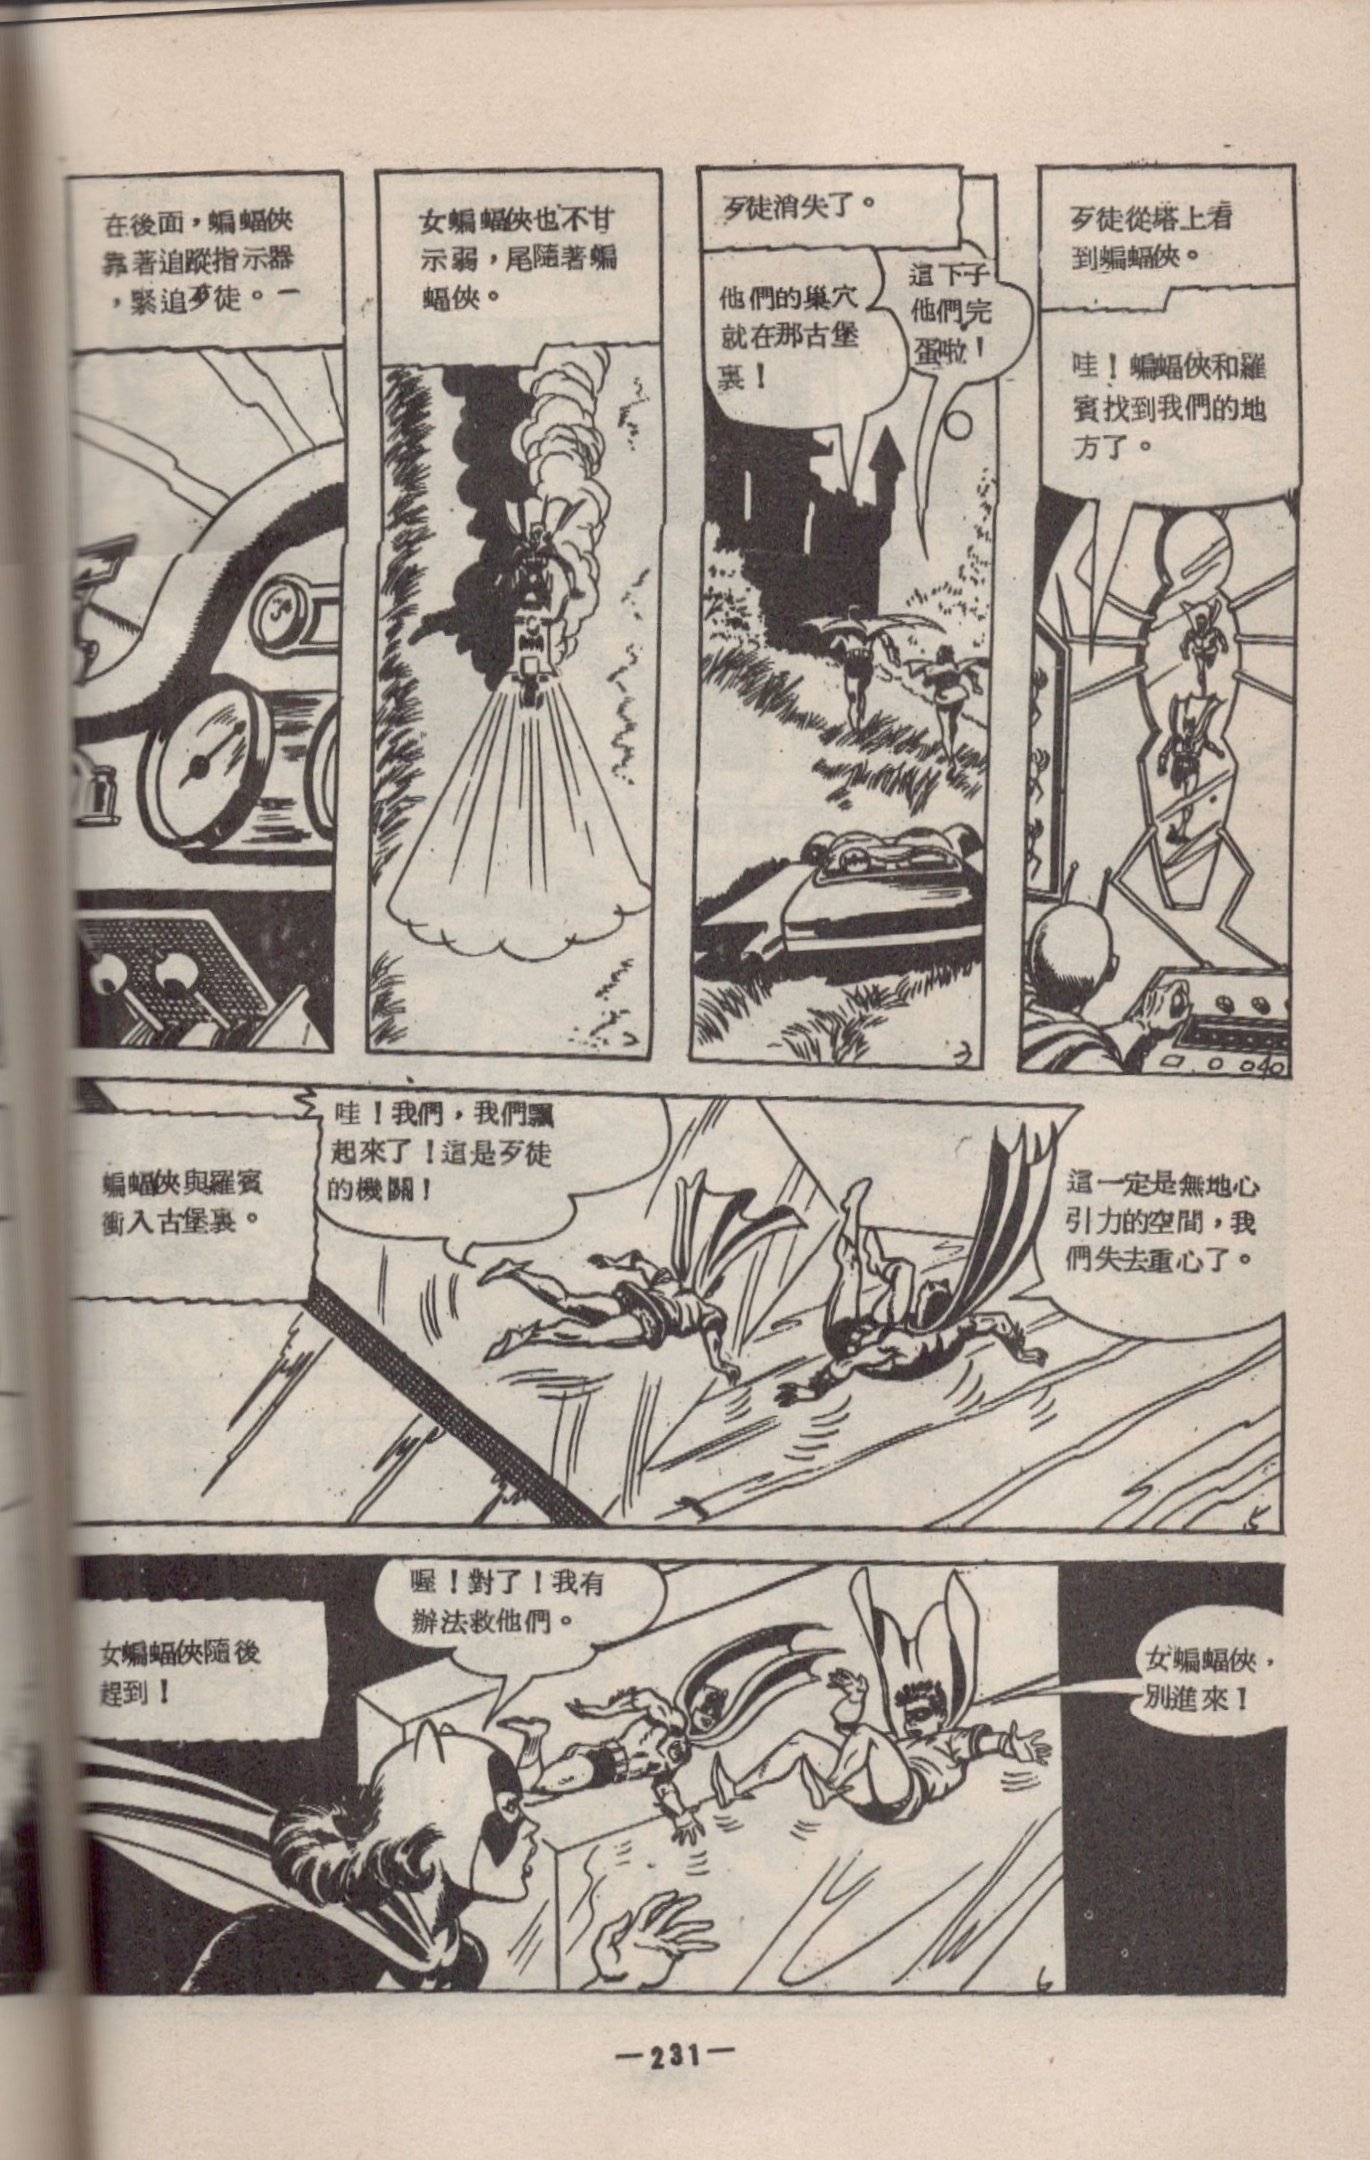 在後面，蝙蝠俠
靠著追蹤指示器
，緊追歹徒。一
女蝙蝠俠也不甘
示弱，尾隨著蝙
蝠俠。
歹徒消失了。
他們的巢穴
就在那古堡
裏！
這下子
他們完
蛋啦！
3
歹徒從塔上看
到蝙蝠俠。
哇！蝙蝠俠和羅
賓找到我們的地
方了。
蝙蝠俠與羅賓
衝入古堡裏。
哇！我們，我們飄
起來了！這是歹徒
的機關！
這一定是無地心
引力的空間，我
們失去重心了。
5
女蝙蝠俠隨後
趕到！
喔！對了！我有
辦法救他們。
女蝙蝠俠，
別進來！
6
—231—